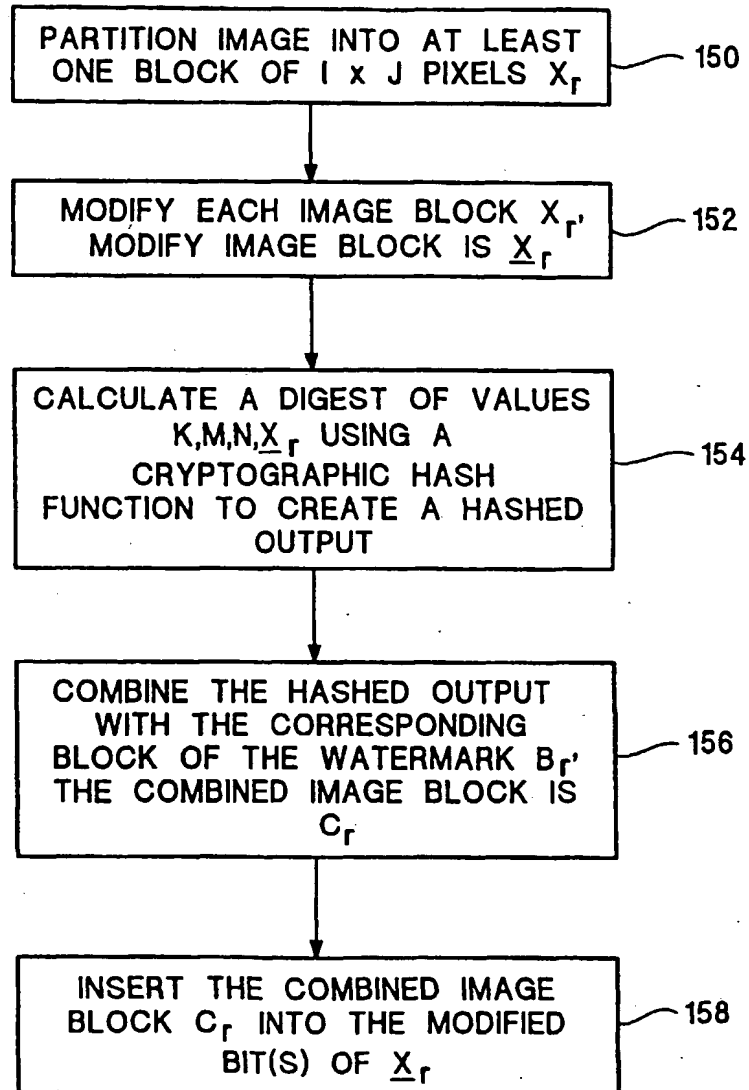 PARTITION IMAGE INTO AT LEAST
ONE BLOCK OF I x J PIXELS Xr
150
MODIFY EACH IMAGE BLOCK Xr,
MODIFY IMAGE BLOCK IS X̲r
152
CALCULATE A DIGEST OF VALUES
K,M,N,X̲r USING A
CRYPTOGRAPHIC HASH
FUNCTION TO CREATE A HASHED
OUTPUT
154
COMBINE THE HASHED OUTPUT
WITH THE CORRESPONDING
BLOCK OF THE WATERMARK Br,
THE COMBINED IMAGE BLOCK IS
Cr
156
INSERT THE COMBINED IMAGE
BLOCK Cr INTO THE MODIFIED
BIT(S) OF X̲r
158